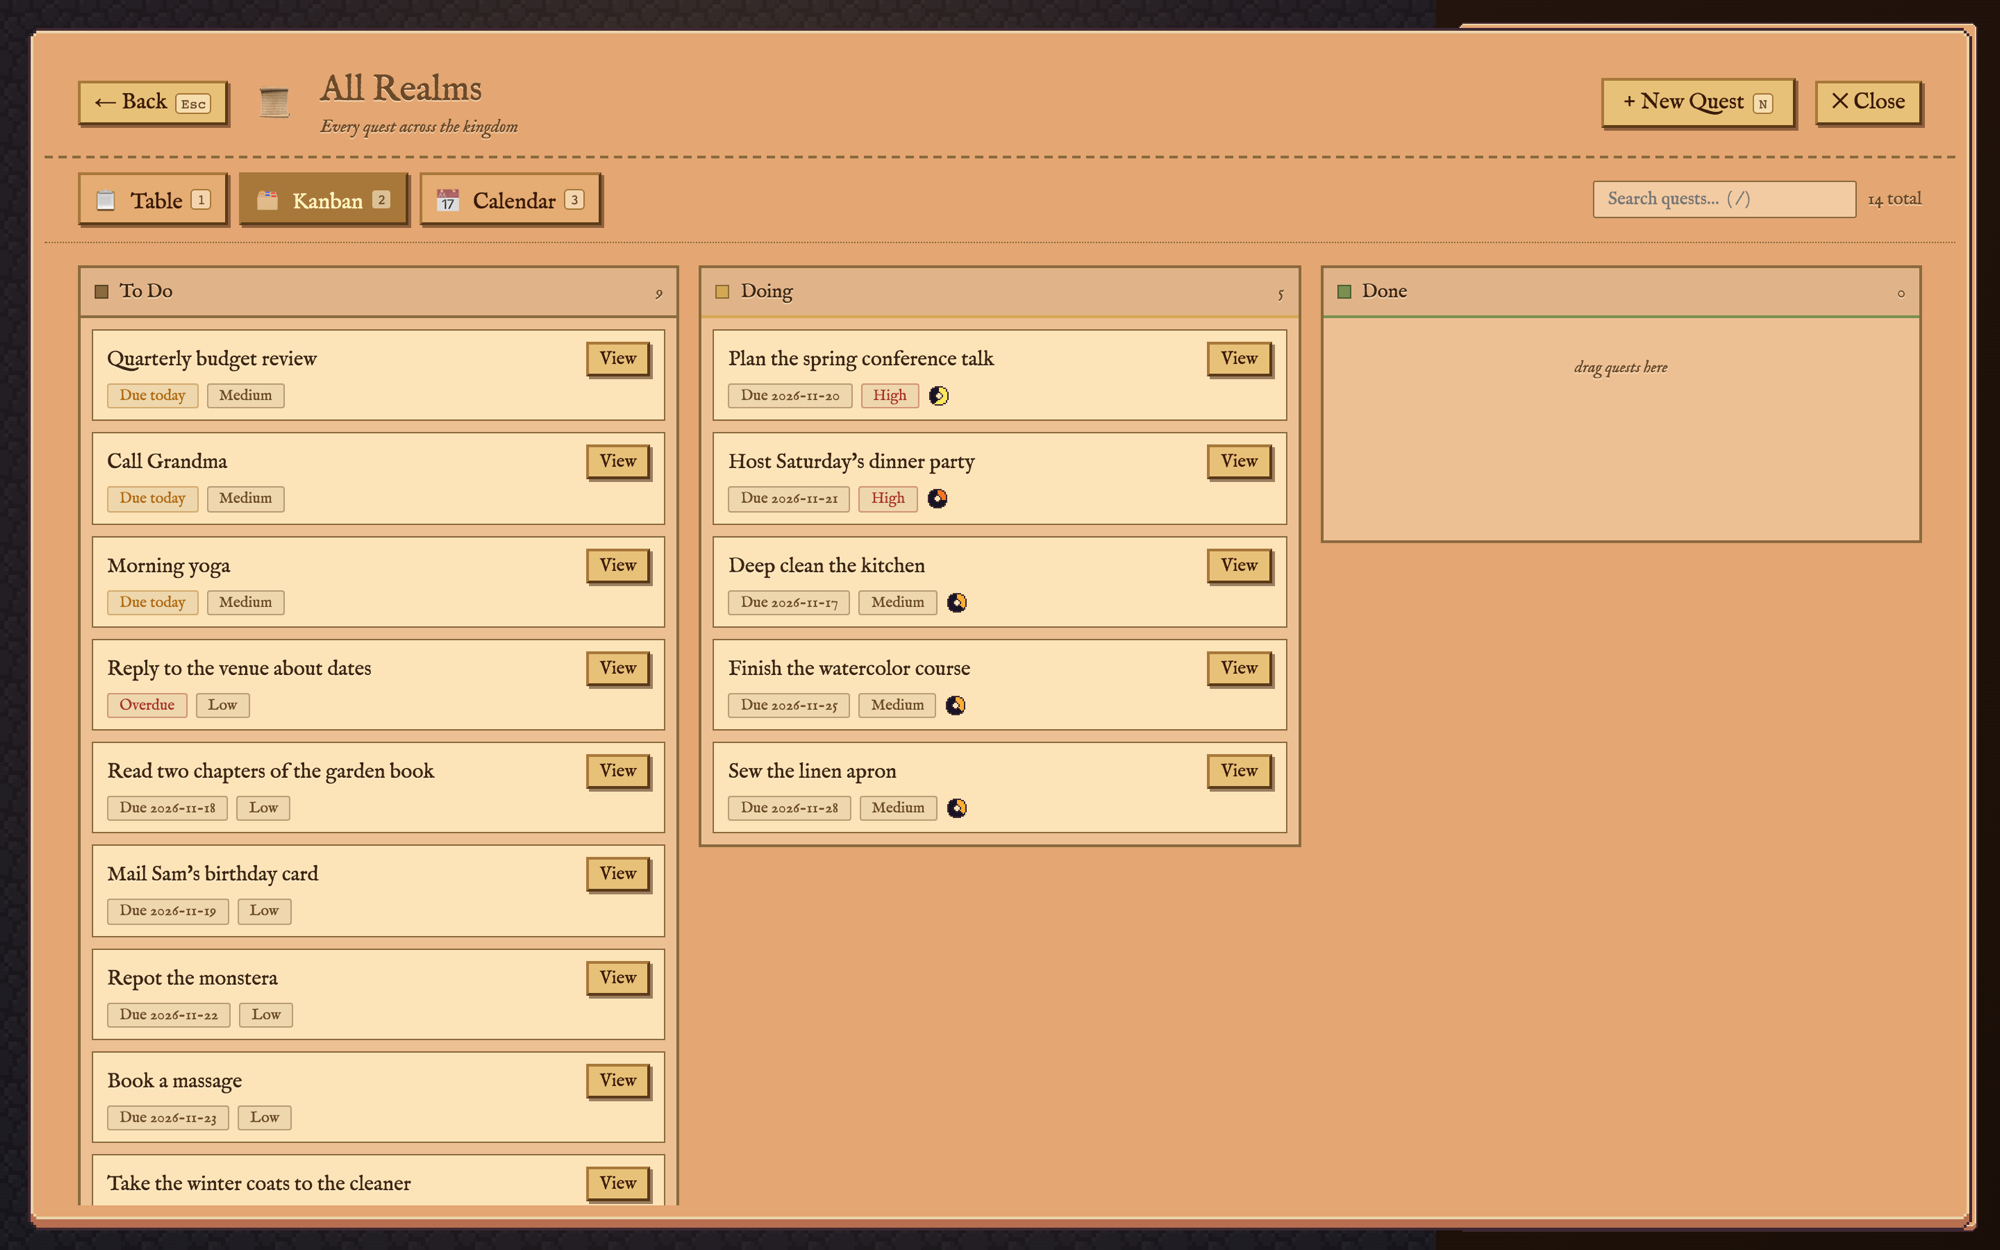 ← Back Esc
All Realms
Every quest across the kingdom
+ New Quest N
✕ Close
Table 1
17 Kanban 2
Calendar 3
Search quests... (/)
14 total
To Do 9
Quarterly budget review View
Due today Medium
Call Grandma View
Due today Medium
Morning yoga View
Due today Medium
Reply to the venue about dates View
Overdue Low
Read two chapters of the garden book View
Due 2026-11-18 Low
Mail Sam's birthday card View
Due 2026-11-19 Low
Repot the monstera View
Due 2026-11-22 Low
Book a massage View
Due 2026-11-23 Low
Take the winter coats to the cleaner View
Doing 5
Plan the spring conference talk View
Due 2026-11-20 High
Host Saturday's dinner party View
Due 2026-11-21 High
Deep clean the kitchen View
Due 2026-11-17 Medium
Finish the watercolor course View
Due 2026-11-25 Medium
Sew the linen apron View
Due 2026-11-28 Medium
Done 0
drag quests here